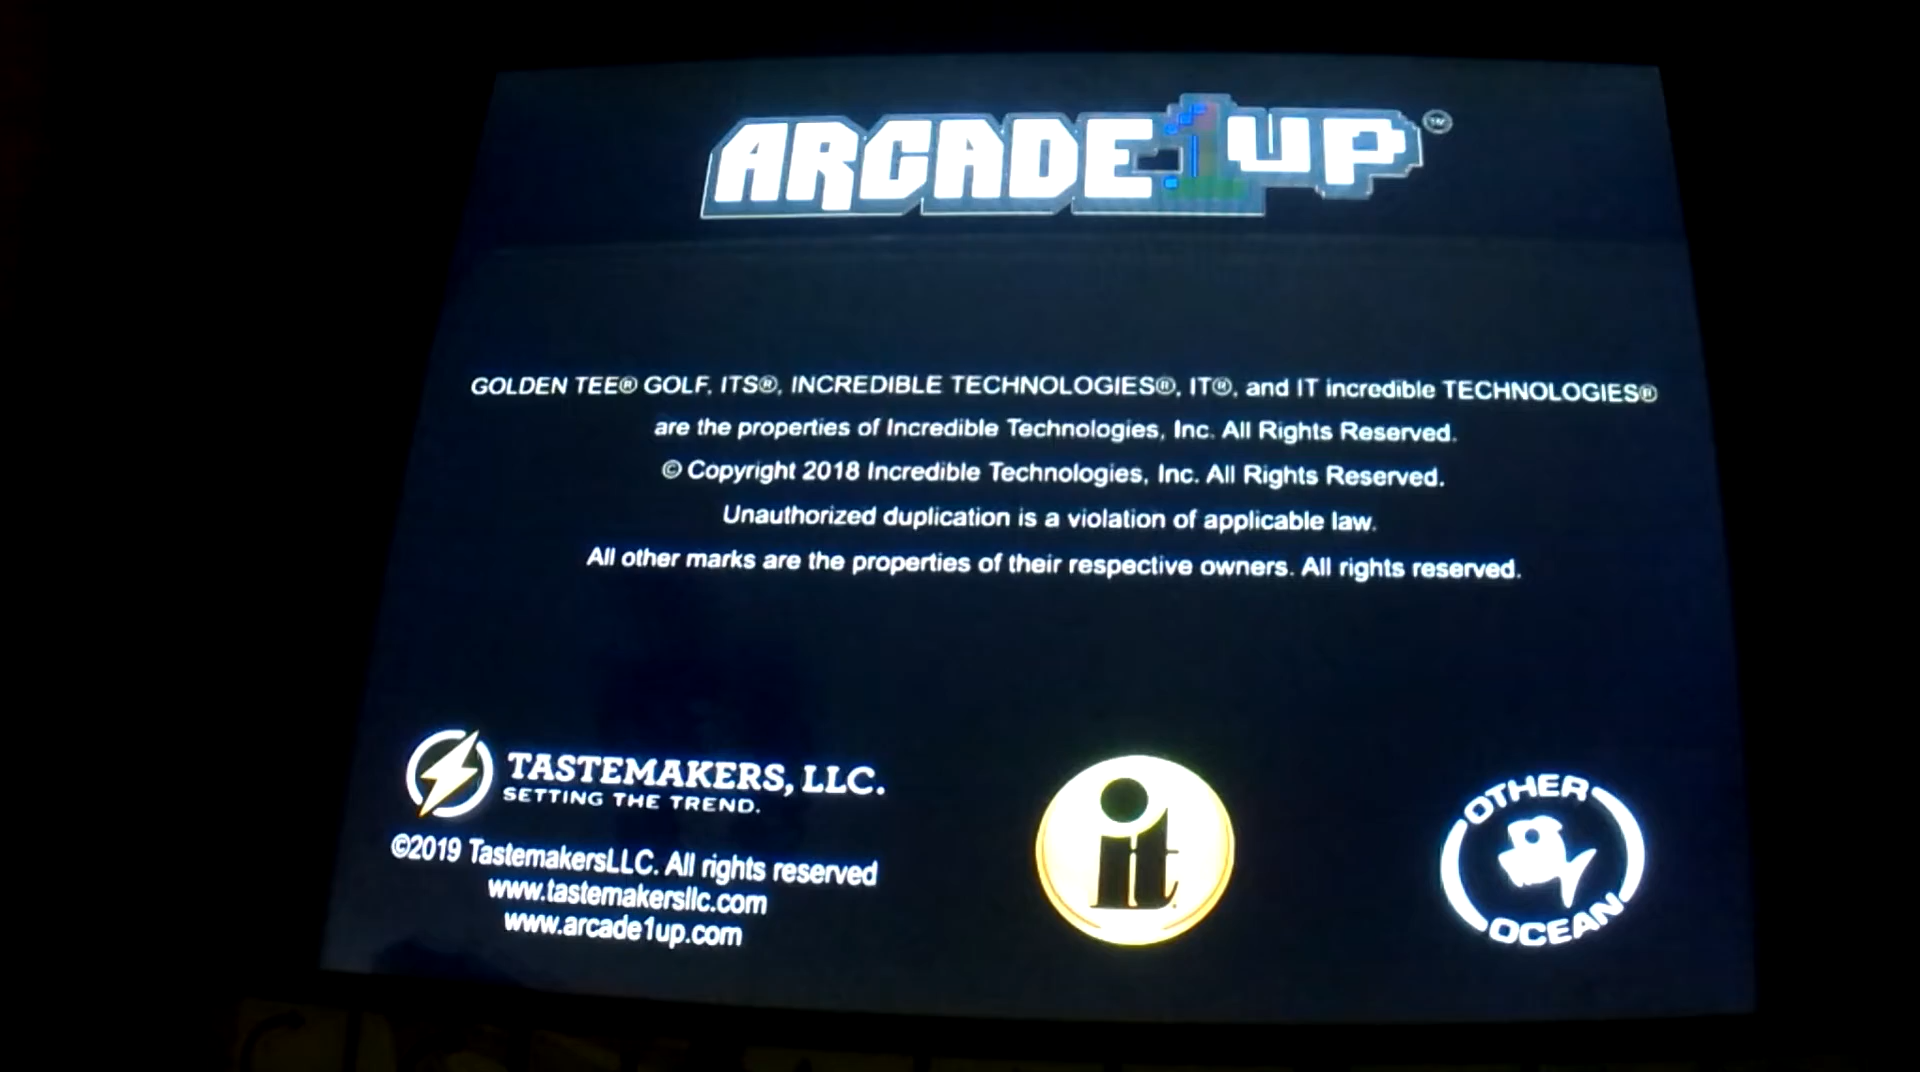 ARCADE1UP TM
GOLDEN TEE® GOLF, ITS®, INCREDIBLE TECHNOLOGIES®, IT®, and IT incredible TECHNOLOGIES®
are the properties of Incredible Technologies, Inc. All Rights Reserved.
© Copyright 2018 Incredible Technologies, Inc. All Rights Reserved.
Unauthorized duplication is a violation of applicable law.
All other marks are the properties of their respective owners. All rights reserved.
TASTEMAKERS, LLC.
SETTING THE TREND.
©2019 TastemakersLLC. All rights reserved
www.tastemakersllc.com
www.arcade1up.com
it
OTHER
OCEAN